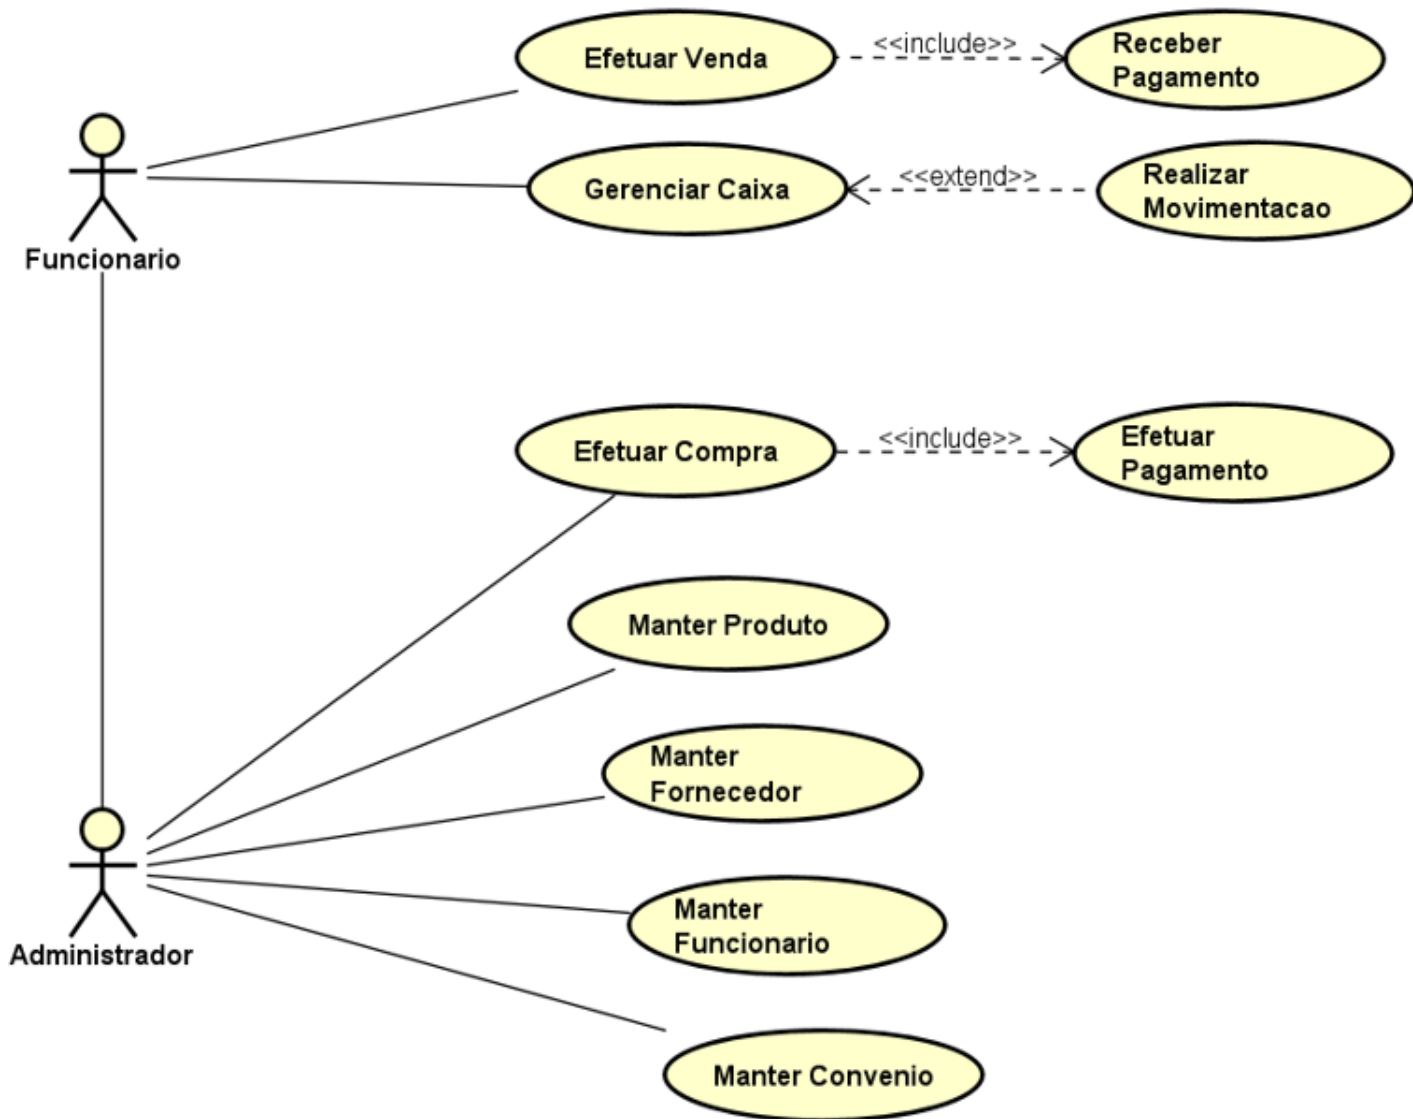 Efetuar Venda
<<include>>
Receber
Pagamento
Gerenciar Caixa
<<extend>>
Realizar
Movimentacao
Funcionario
Efetuar Compra
<<include>>
Efetuar
Pagamento
Manter Produto
Manter
Fornecedor
Manter
Funcionario
Administrador
Manter Convenio